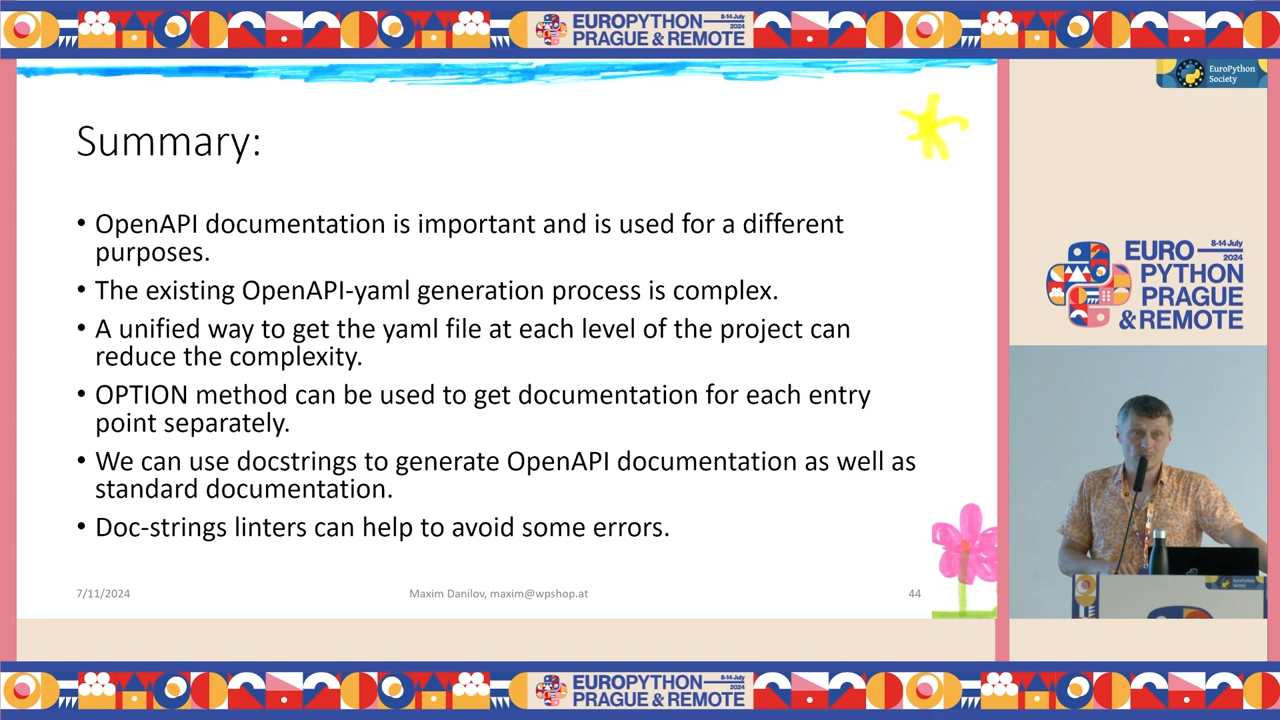 EUROPYTHON
8-14 July
2024
PRAGUE & REMOTE
EuroPython
Society
Summary:
• OpenAPI documentation is important and is used for a different
purposes.
• The existing OpenAPI-yaml generation process is complex.
• A unified way to get the yaml file at each level of the project can
reduce the complexity.
• OPTION method can be used to get documentation for each entry
point separately.
• We can use docstrings to generate OpenAPI documentation as well as
standard documentation.
• Doc-strings linters can help to avoid some errors.
7/11/2024
Maxim Danilov, maxim@wpshop.at
44
EURO
8-14 July
2024
PYTHON
PRAGUE
& REMOTE
EuroPython
Society
EUROPYTHON
8-14 July
2024
PRAGUE & REMOTE